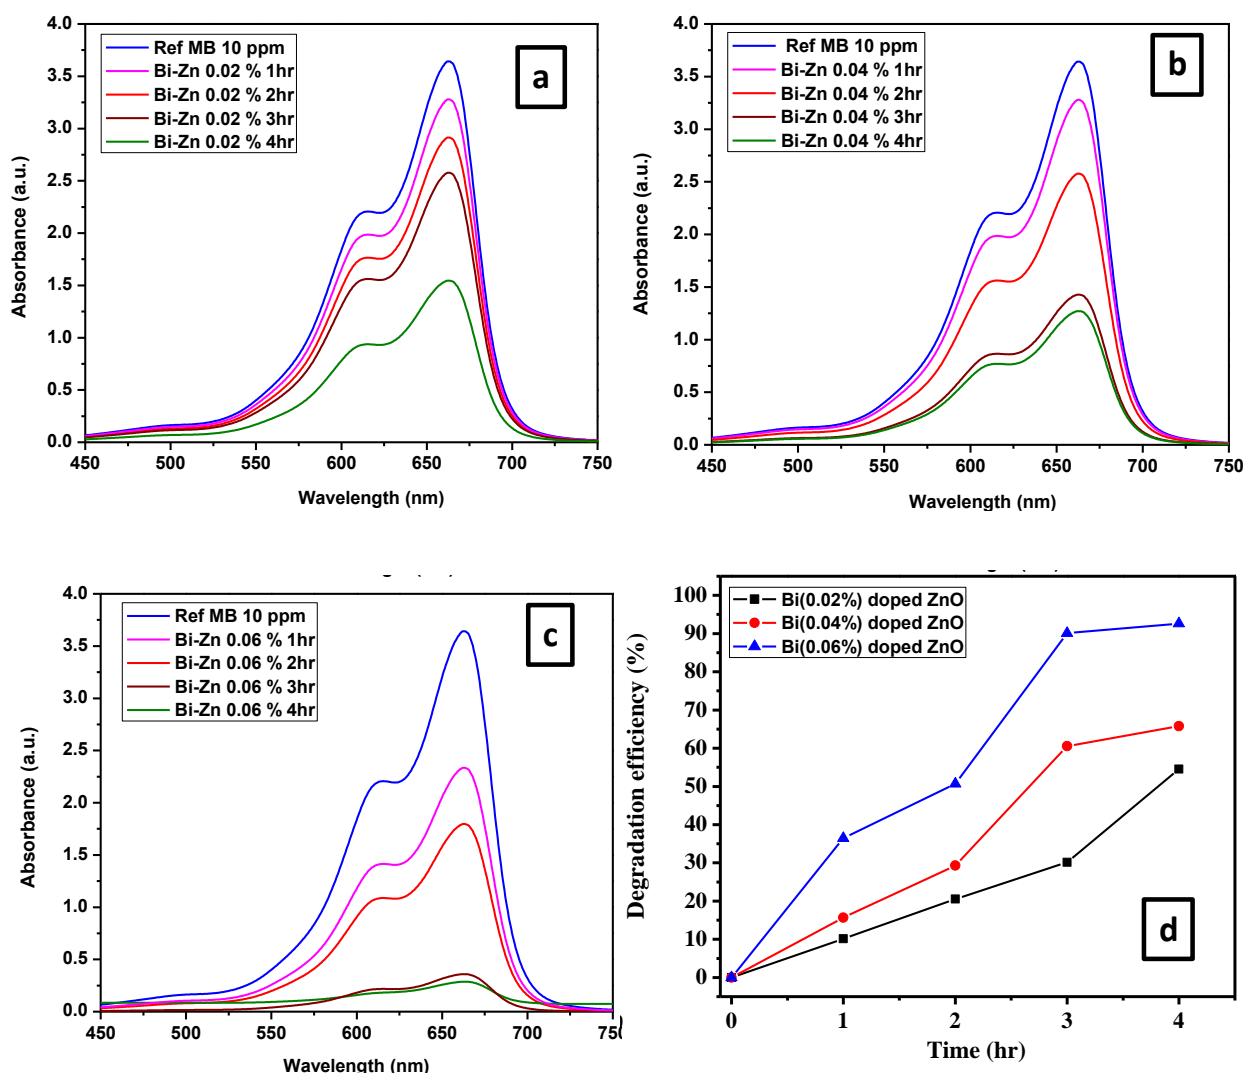 4.0
3.5
3.0
2.5
2.0
1.5
1.0
0.5
0.0
Absorbance (a.u.)
Ref MB 10 ppm
Bi-Zn 0.02 % 1hr
Bi-Zn 0.02 % 2hr
Bi-Zn 0.02 % 3hr
Bi-Zn 0.02 % 4hr
a
450 500 550 600 650 700 750
Wavelength (nm)
4.0
3.5
3.0
2.5
2.0
1.5
1.0
0.5
0.0
Absorbance (a.u.)
Ref MB 10 ppm
Bi-Zn 0.04 % 1hr
Bi-Zn 0.04 % 2hr
Bi-Zn 0.04 % 3hr
Bi-Zn 0.04 % 4hr
b
450 500 550 600 650 700 750
Wavelength (nm)
4.0
3.5
3.0
2.5
2.0
1.5
1.0
0.5
0.0
Absorbance (a.u.)
Ref MB 10 ppm
Bi-Zn 0.06 % 1hr
Bi-Zn 0.06 % 2hr
Bi-Zn 0.06 % 3hr
Bi-Zn 0.06 % 4hr
c
450 500 550 600 650 700 750
Wavelength (nm)
100
90
80
70
60
50
40
30
20
10
0
Degradation efficiency (%)
Bi(0.02%) doped ZnO
Bi(0.04%) doped ZnO
Bi(0.06%) doped ZnO
d
0 1 2 3 4
Time (hr)